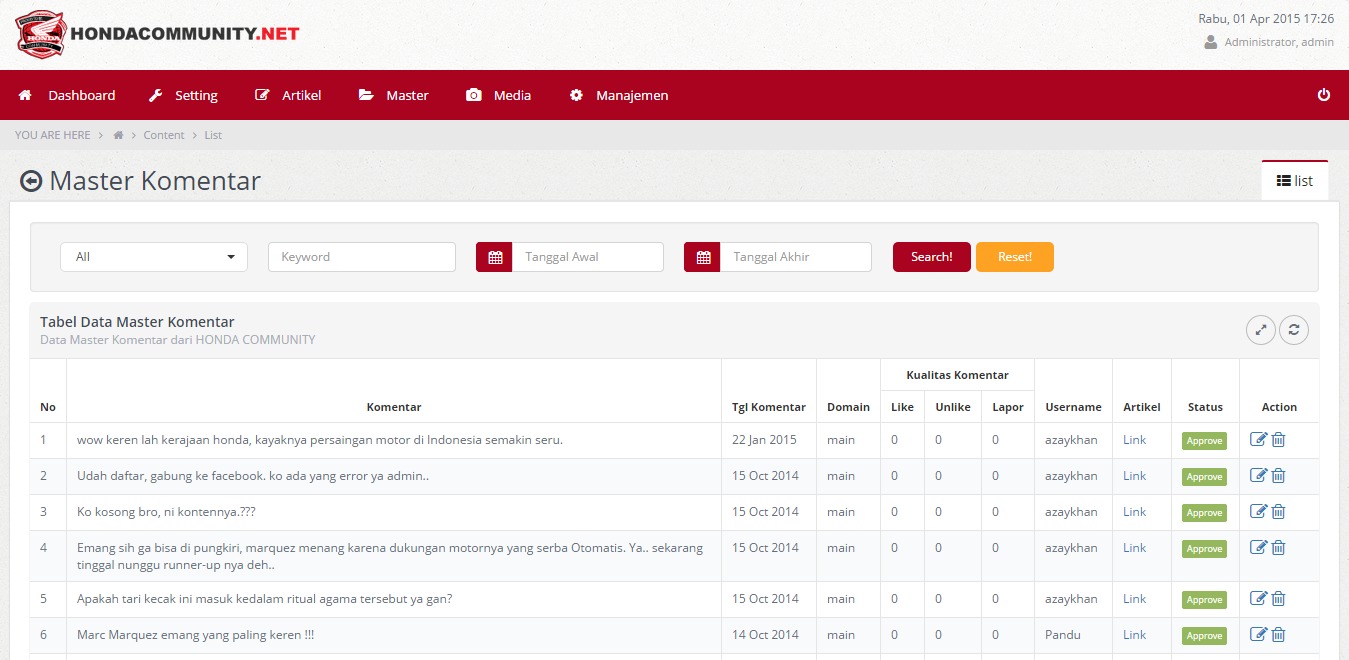 HONDACOMMUNITY.NET
Rabu, 01 Apr 2015 17:26
Administrator, admin
Dashboard Setting Artikel Master Media Manajemen
YOU ARE HERE > > Content > List
Master Komentar
list
All Keyword Tanggal Awal Tanggal Akhir Search! Reset!
Tabel Data Master Komentar
Data Master Komentar dari HONDA COMMUNITY
Kualitas Komentar
No Komentar Tgl Komentar Domain Like Unlike Lapor Username Artikel Status Action
1 wow keren lah kerajaan honda, kayaknya persaingan motor di Indonesia semakin seru. 22 Jan 2015 main 0 0 0 azaykhan Link Approve
2 Udah daftar, gabung ke facebook. ko ada yang error ya admin.. 15 Oct 2014 main 0 0 0 azaykhan Link Approve
3 Ko kosong bro, ni kontennya.??? 15 Oct 2014 main 0 0 0 azaykhan Link Approve
4 Emang sih ga bisa di pungkiri, marquez menang karena dukungan motornya yang serba Otomatis. Ya.. sekarang 15 Oct 2014 main 0 0 0 azaykhan Link Approve
tinggal nunggu runner-up nya deh..
5 Apakah tari kecak ini masuk kedalam ritual agama tersebut ya gan? 15 Oct 2014 main 0 0 0 azaykhan Link Approve
6 Marc Marquez emang yang paling keren !!! 14 Oct 2014 main 0 0 0 Pandu Link Approve